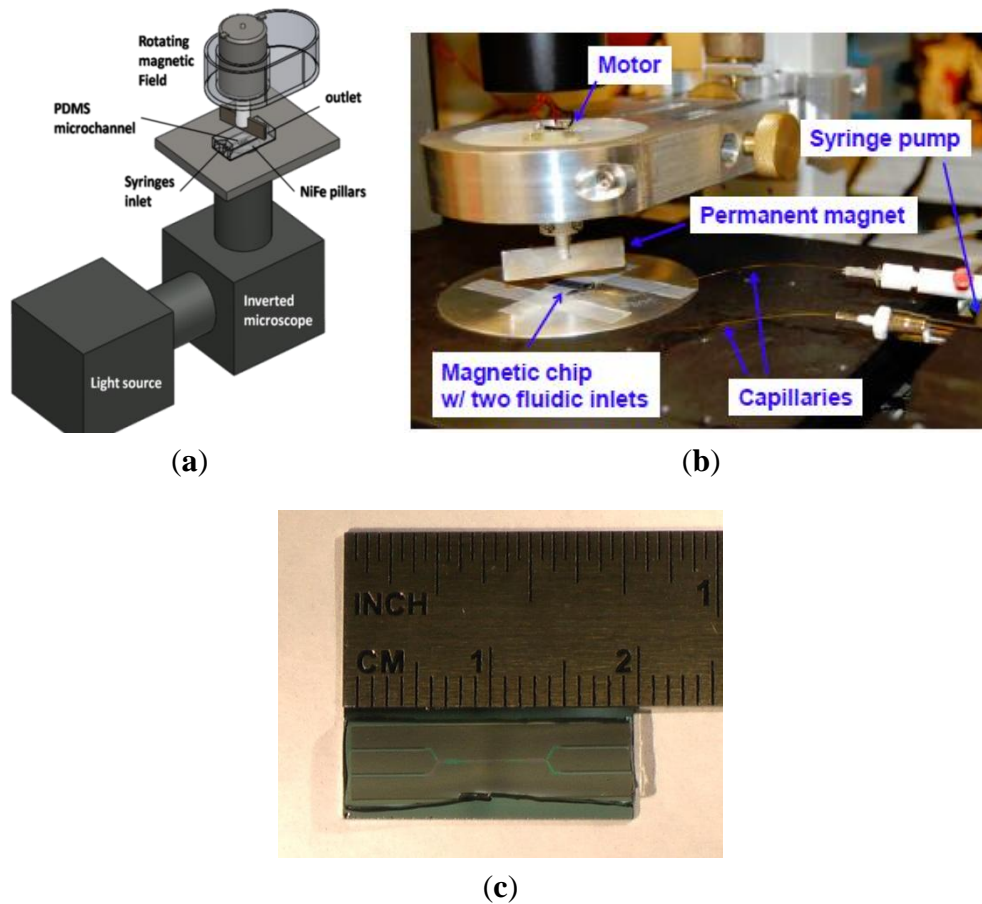 Rotating
magnetic
Field
PDMS
microchannel
outlet
Syringes
inlet
NiFe pillars
Inverted
microscope
Light source
(a)
Motor
Syringe pump
Permanent magnet
Magnetic chip
w/ two fluidic inlets
Capillaries
(b)
INCH 1
CM 1 2
(c)